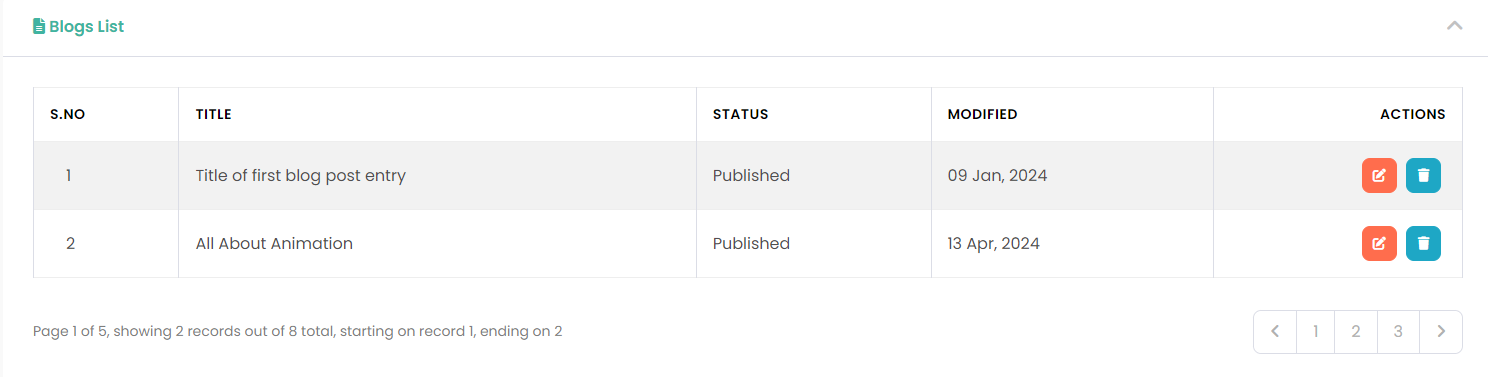 Blogs List
S.NO TITLE STATUS MODIFIED ACTIONS
1 Title of first blog post entry Published 09 Jan, 2024
2 All About Animation Published 13 Apr, 2024
Page 1 of 5, showing 2 records out of 8 total, starting on record 1, ending on 2
1 2 3